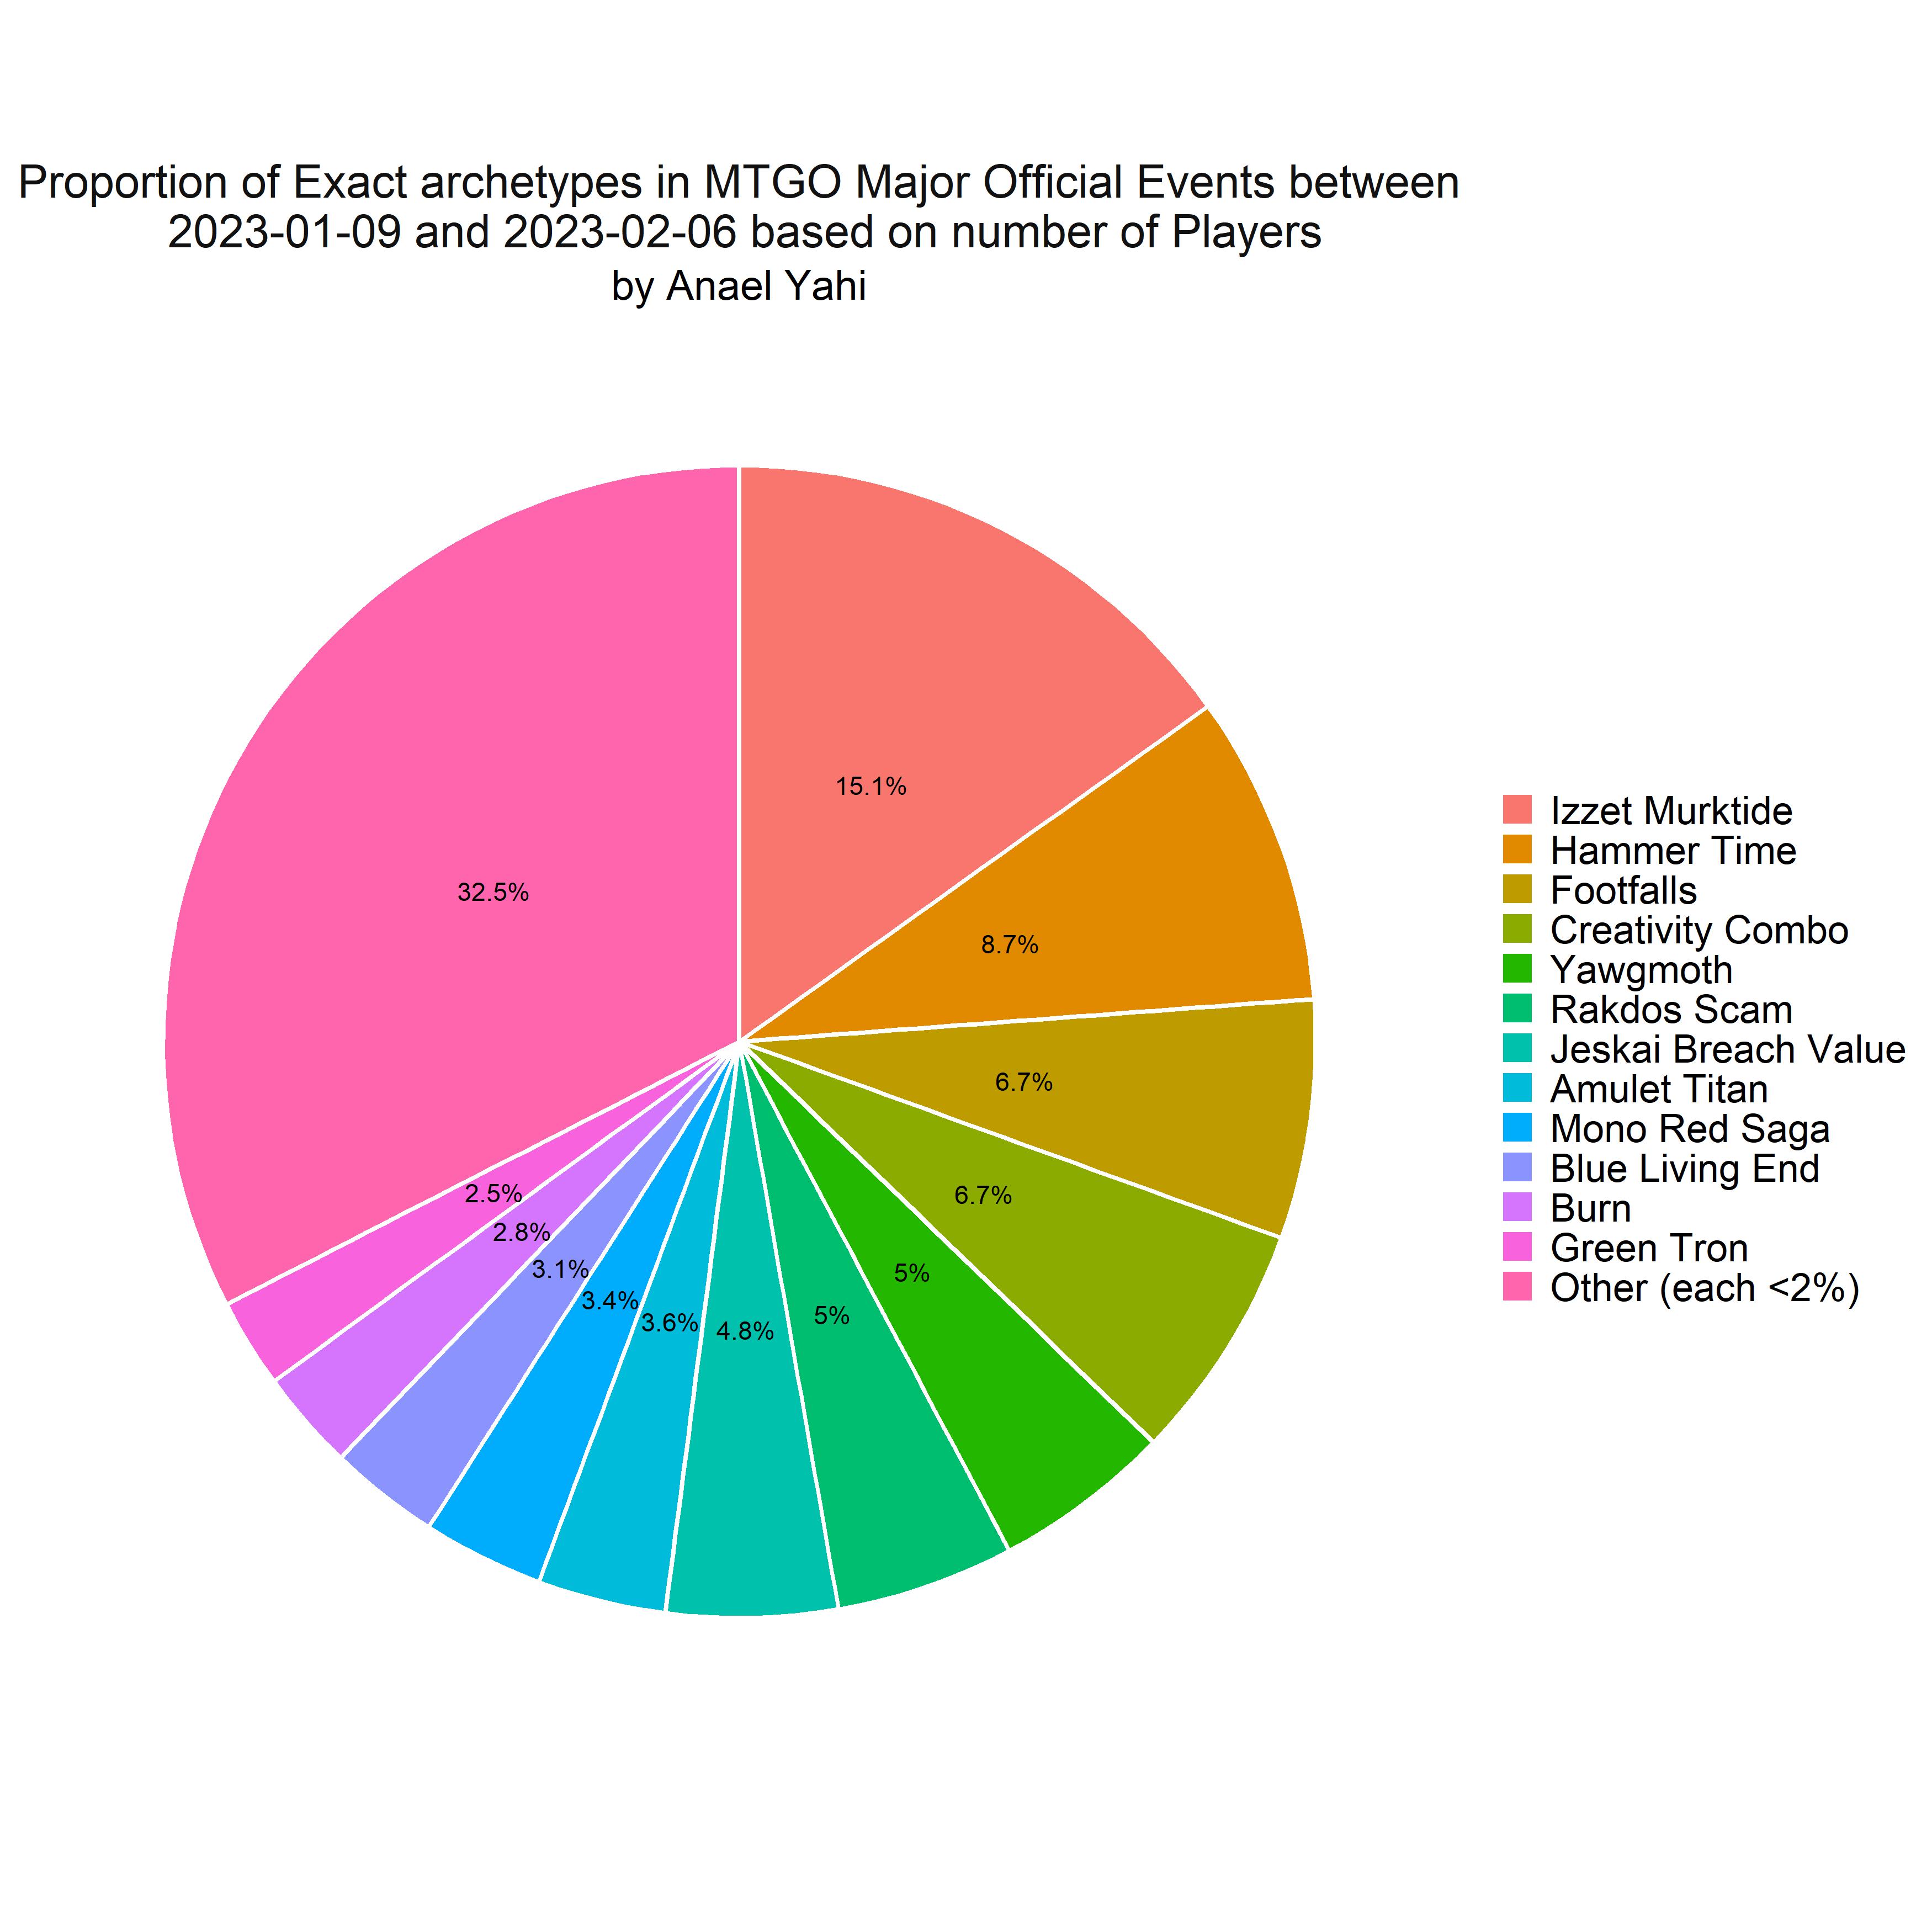 Proportion of Exact archetypes in MTGO Major Official Events between
2023-01-09 and 2023-02-06 based on number of Players
by Anael Yahi
15.1%
8.7%
6.7%
6.7%
5%
5%
4.8%
3.6%
3.4%
3.1%
2.8%
2.5%
32.5%
Izzet Murktide
Hammer Time
Footfalls
Creativity Combo
Yawgmoth
Rakdos Scam
Jeskai Breach Value
Amulet Titan
Mono Red Saga
Blue Living End
Burn
Green Tron
Other (each <2%)